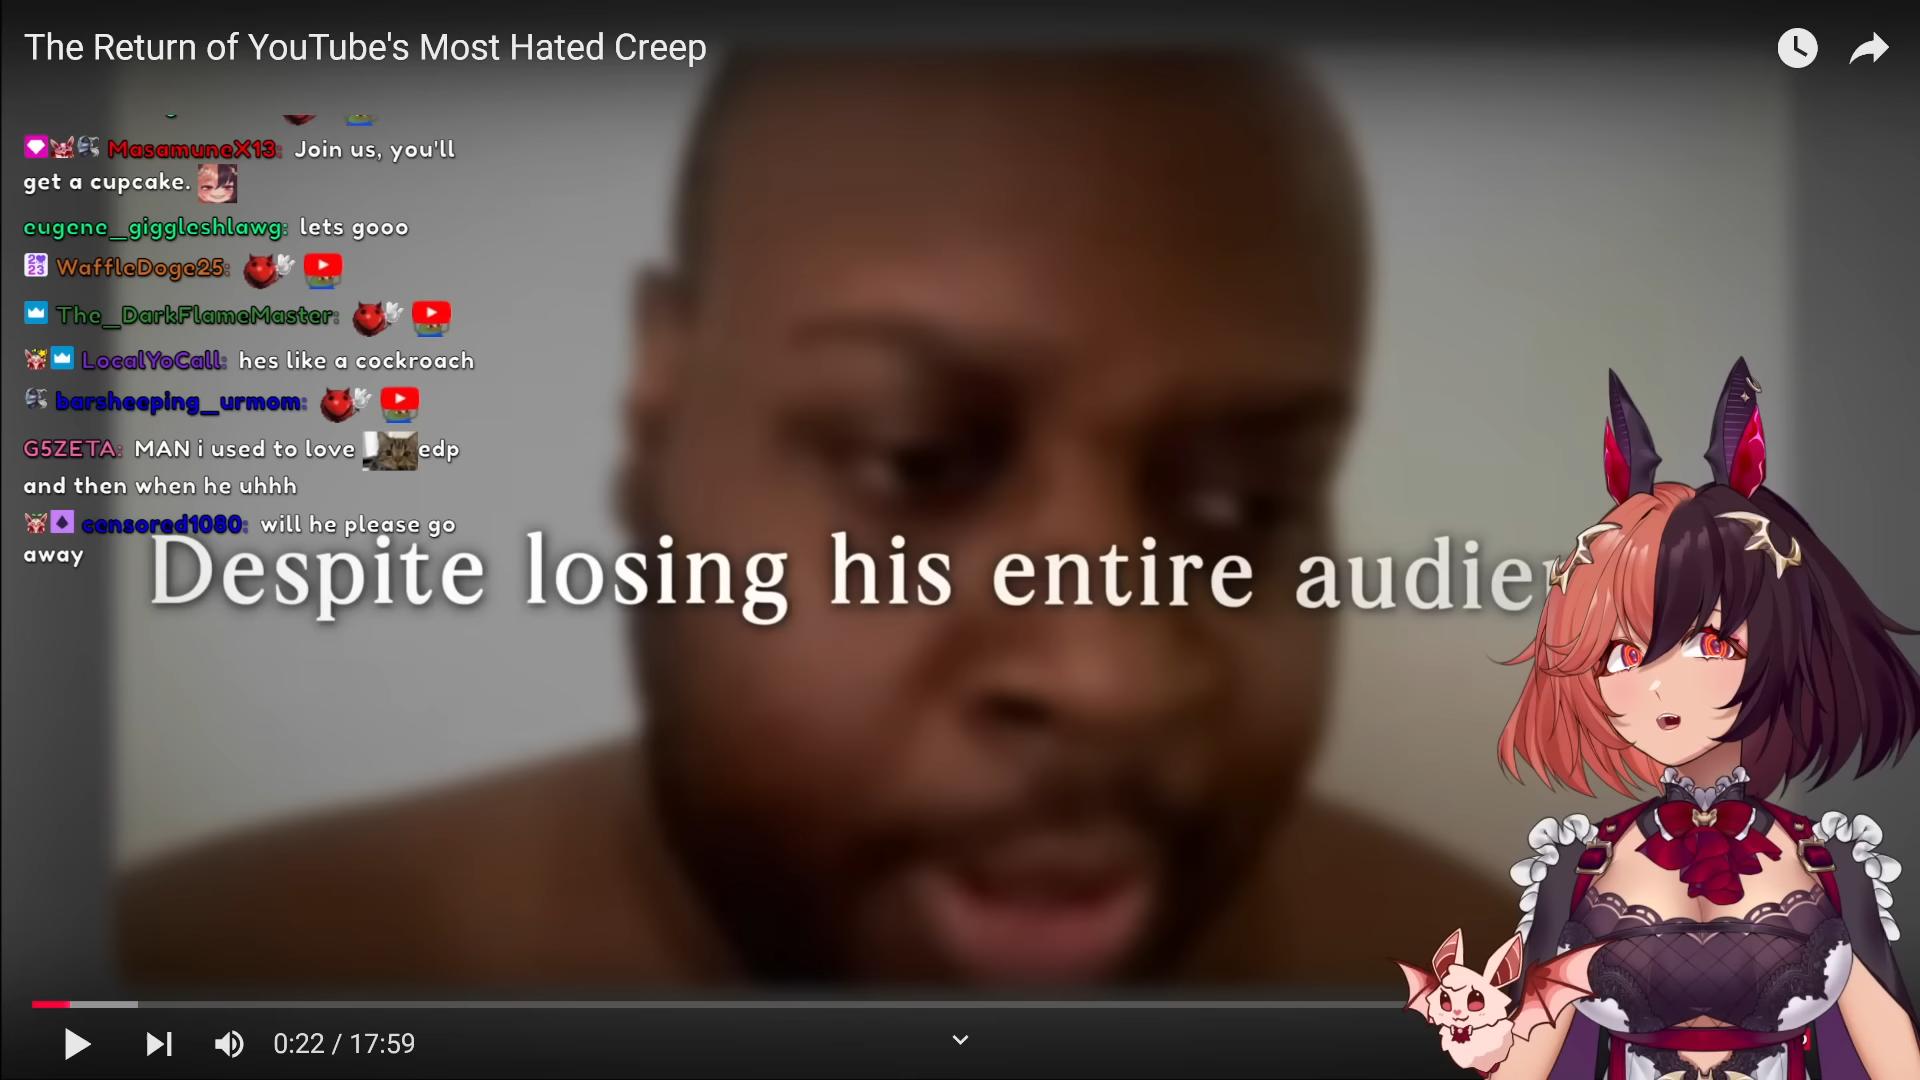 The Return of YouTube's Most Hated Creep
MasamuneX13: Join us, you'll
get a cupcake.
eugene_giggleshlawg: lets gooo
WaffleDoge25:
The_DarkFlameMaster:
LocalYoCall: hes like a cockroach
barsheeping_urmom:
G5ZETA: MAN i used to love edp
and then when he uhhh
censored1080: will he please go
away
Despite losing his entire audie
0:22 / 17:59